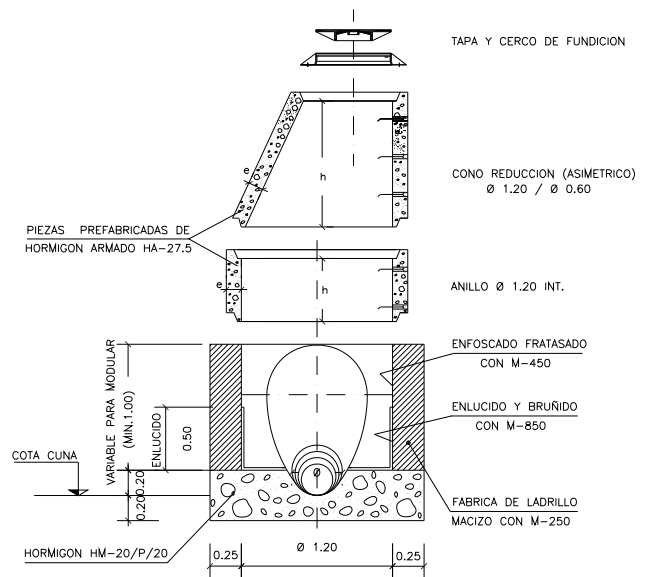 TAPA Y CERCO DE FUNDICION
CONO REDUCCION (ASIMETRICO)
Ø 1.20 / Ø 0.60
e
h
PIEZAS PREFABRICADAS DE
HORMIGON ARMADO HA-27.5
ANILLO Ø 1.20 INT.
e
h
ENFOSCADO FRATASADO
CON M-450
VARIABLE PARA MODULAR
(MIN.1.00)
ENLUCIDO
0.50
ENLUCIDO Y BRUÑIDO
CON M-850
COTA CUNA
Ø
0.20
0.20
FABRICA DE LADRILLO
MACIZO CON M-250
HORMIGON HM-20/P/20
0.25
Ø 1.20
0.25